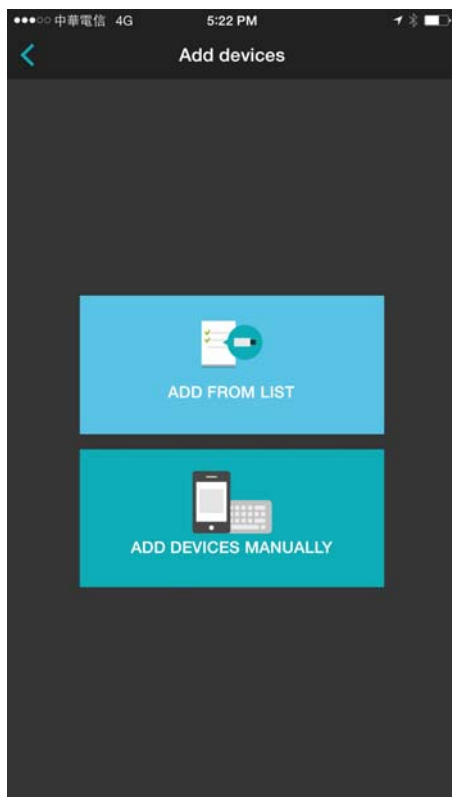 中華電信 4G 5:22 PM
Add devices
ADD FROM LIST
ADD DEVICES MANUALLY